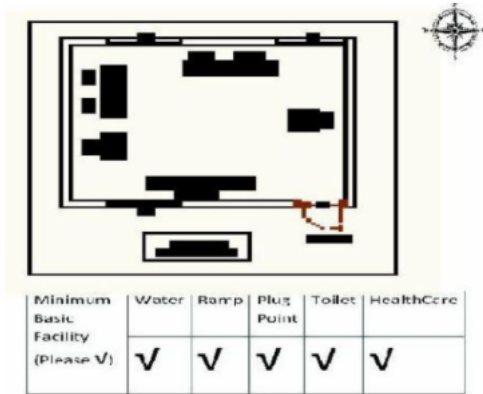 Minimum Basic Facility (Please √)
Water
Ramp
Plug Point
Toilet
HealthCare
√ √ √ √ √